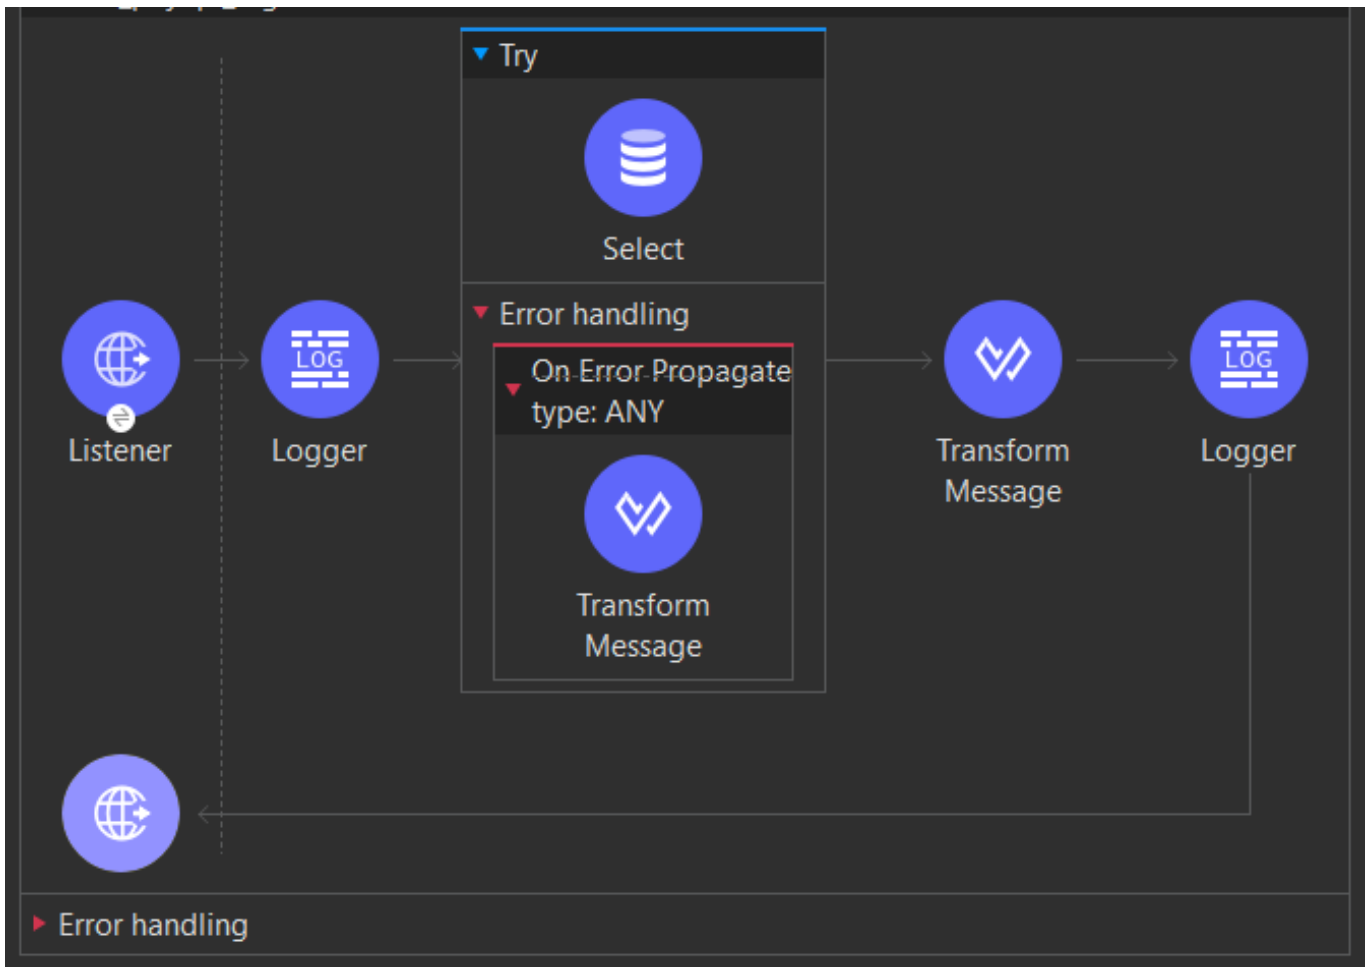 Try
Select
Error handling
On Error Propagate
type: ANY
LOG
LOG
Listener
Logger
Transform
Message
Logger
Transform
Message
Error handling